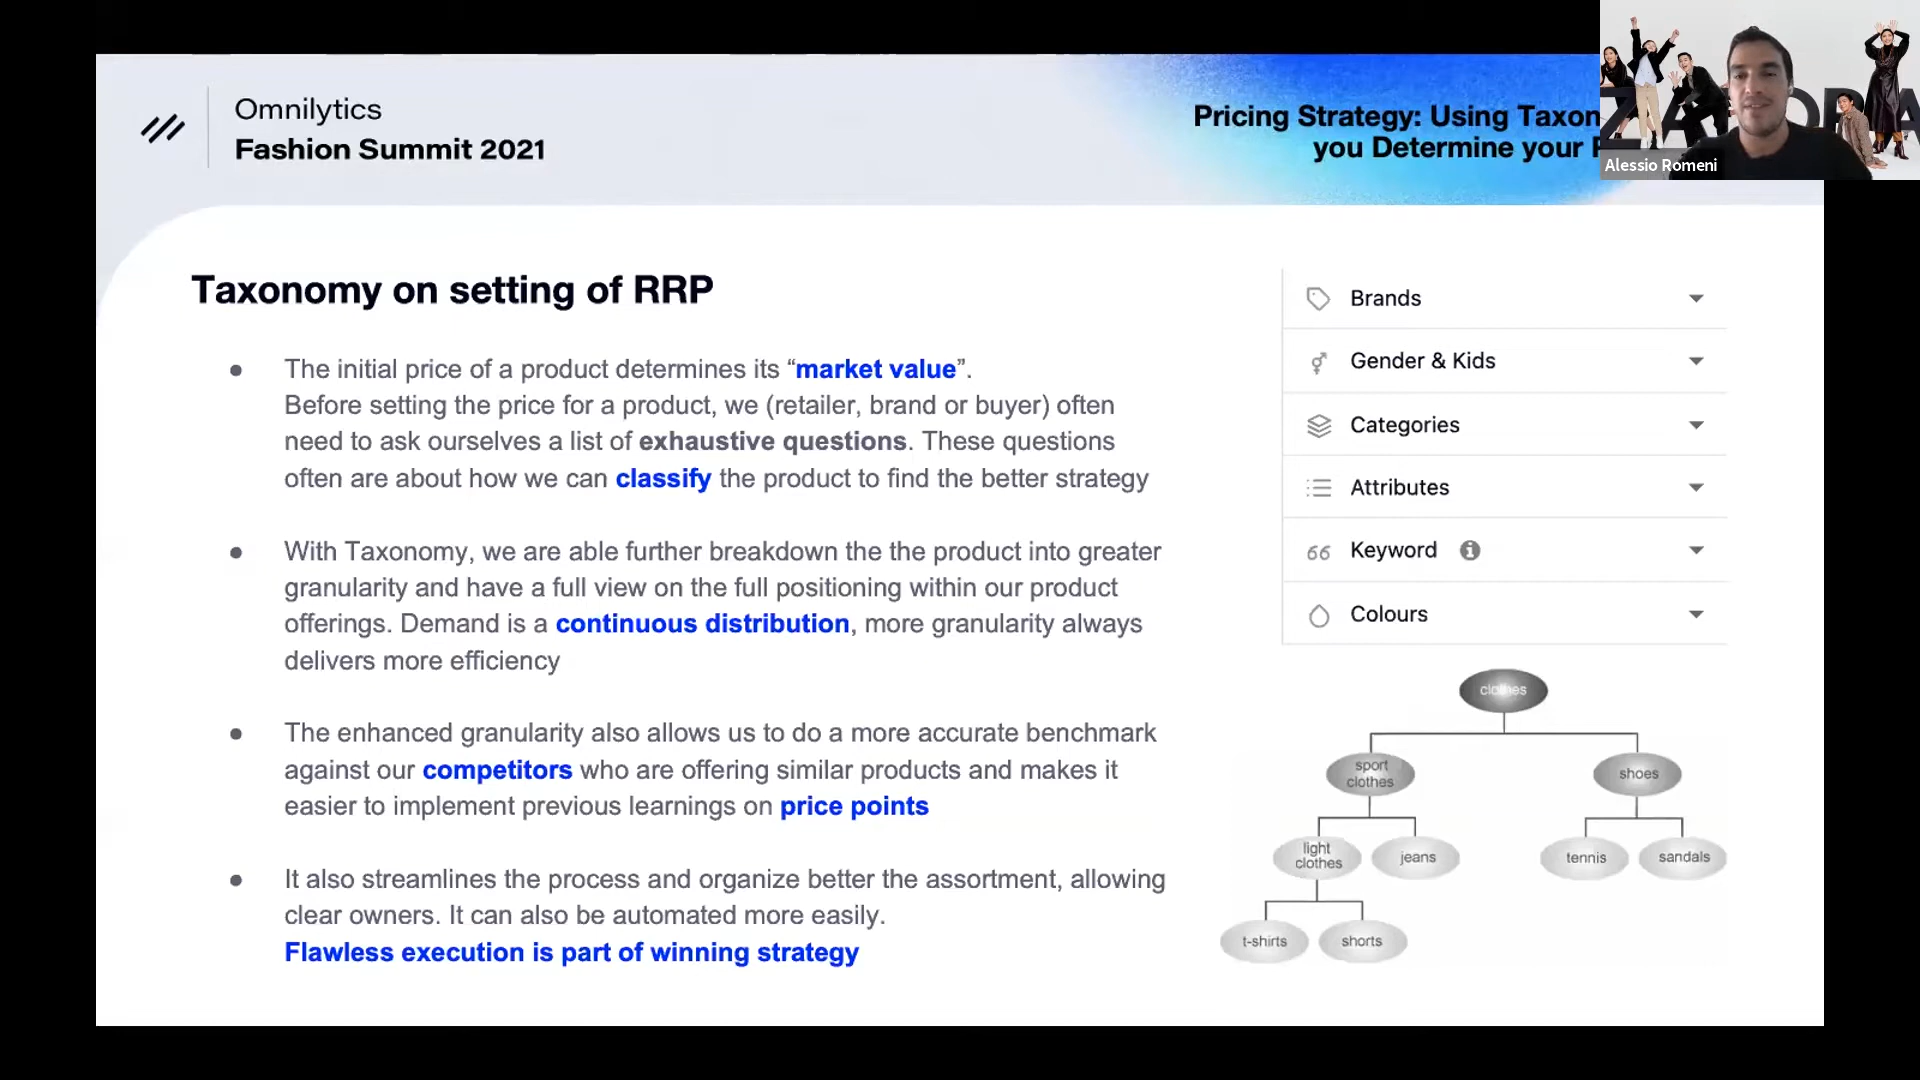 Omnilytics
Fashion Summit 2021
Pricing Strategy: Using Taxon
you Determine your
Alessio Romeni
Taxonomy on setting of RRP
● The initial price of a product determines its “market value”.
Before setting the price for a product, we (retailer, brand or buyer) often
need to ask ourselves a list of exhaustive questions. These questions
often are about how we can classify the product to find the better strategy
● With Taxonomy, we are able further breakdown the the product into greater
granularity and have a full view on the full positioning within our product
offerings. Demand is a continuous distribution, more granularity always
delivers more efficiency
● The enhanced granularity also allows us to do a more accurate benchmark
against our competitors who are offering similar products and makes it
easier to implement previous learnings on price points
● It also streamlines the process and organize better the assortment, allowing
clear owners. It can also be automated more easily.
Flawless execution is part of winning strategy
Brands
Gender & Kids
Categories
Attributes
Keyword
Colours
clothes
sport
clothes
shoes
light
clothes
jeans
tennis
sandals
t-shirts
shorts